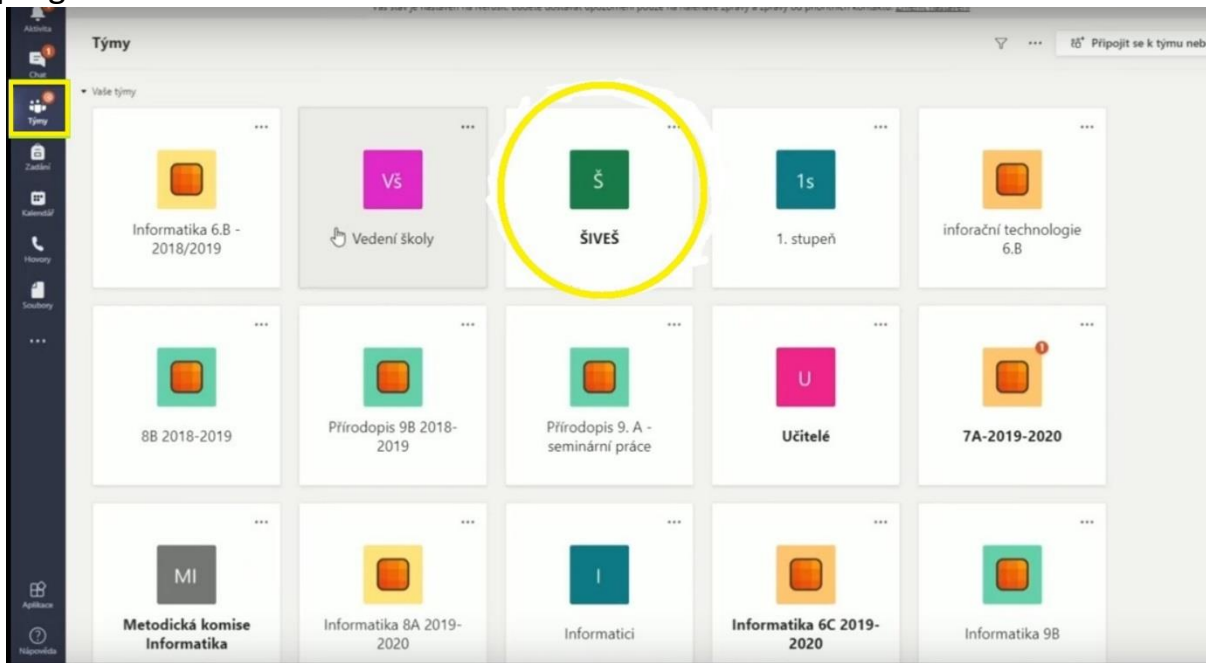 Aktivita
Chat
Týmy
Zadání
Kalendář
Hovory
Soubory
Aplikace
Nápověda
Týmy
Připojit se k týmu neb
Vaše týmy
Informatika 6.B -
2018/2019
Vš
Vedení školy
Š
ŠIVEŠ
1s
1. stupeň
inforační technologie
6.B
8B 2018-2019
Přírodopis 9B 2018-
2019
Přírodopis 9. A -
seminární práce
U
Učitelé
1
7A-2019-2020
MI
Metodická komise
Informatika
Informatika 8A 2019-
2020
I
Informatici
Informatika 6C 2019-
2020
Informatika 9B